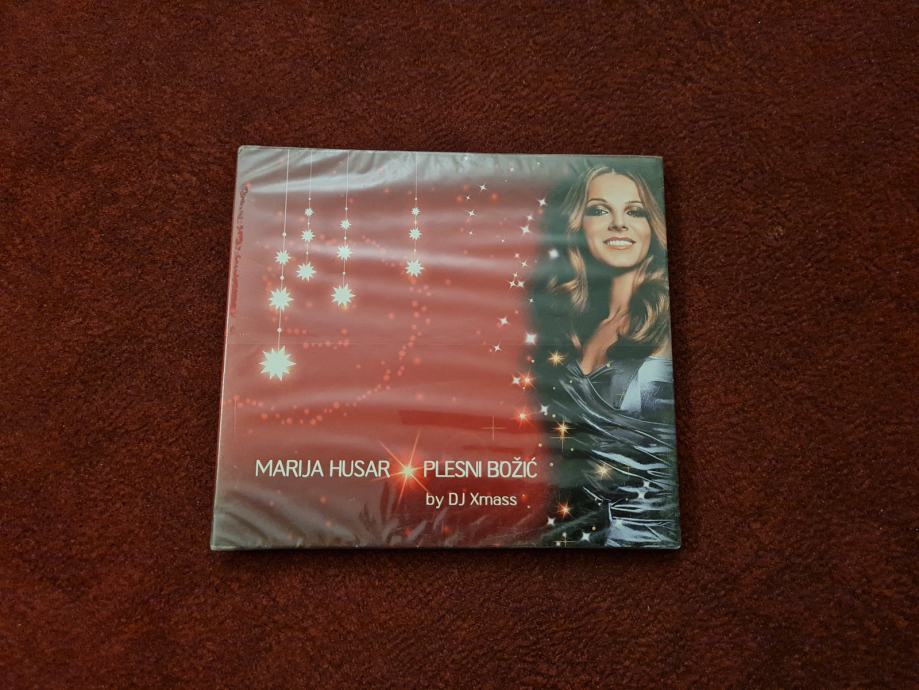 MARIJA HUSAR PLESNI BOŽIĆ
by DJ Xmass